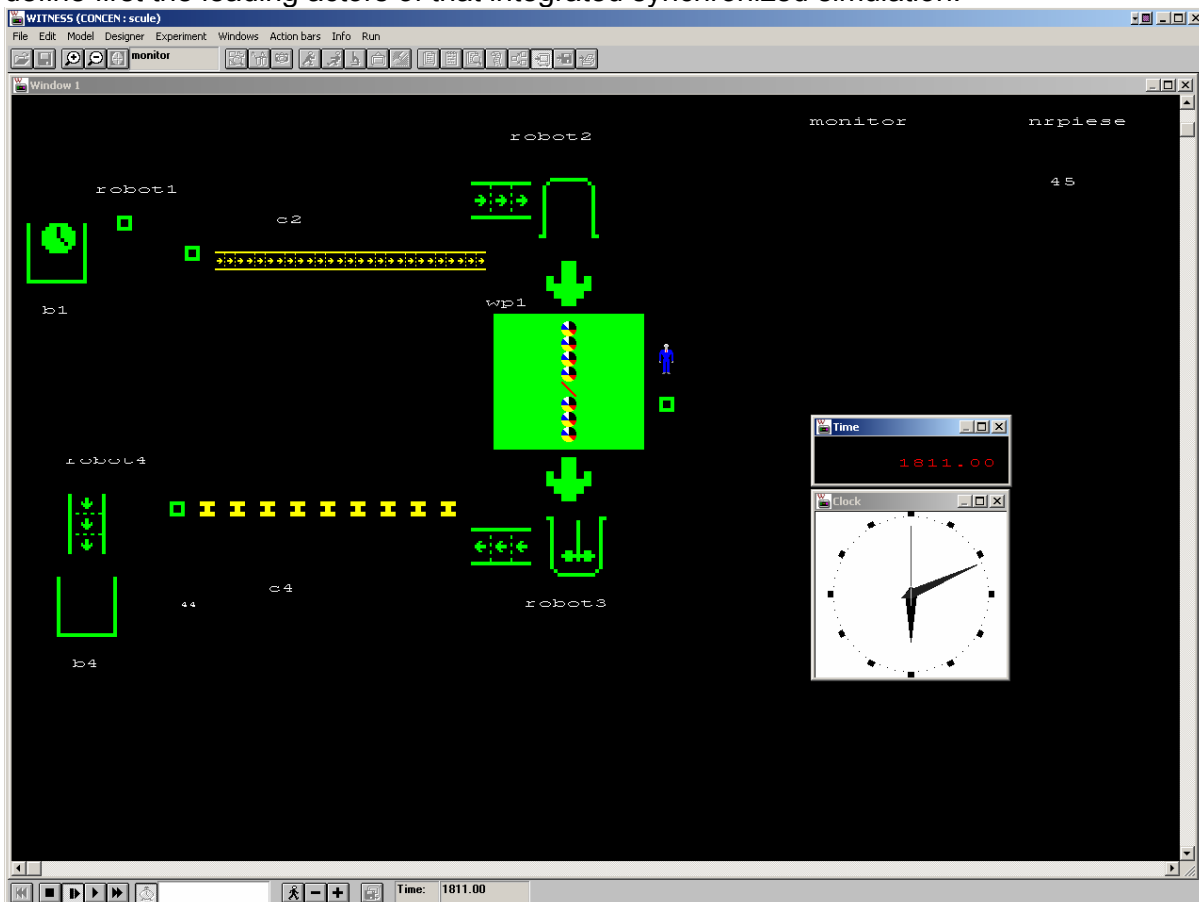 define first the leading actors of that integrated synchronized simulation.
WITNESS (CONCEN : scule)
File Edit Model Designer Experiment Windows Action bars Info Run
monitor
Window 1
monitor nrpiese
robot2
45
robot1
c2
b1
wp1
Time
1811.00
robot4
Clock
c4
44
robot3
b4
Time: 1811.00